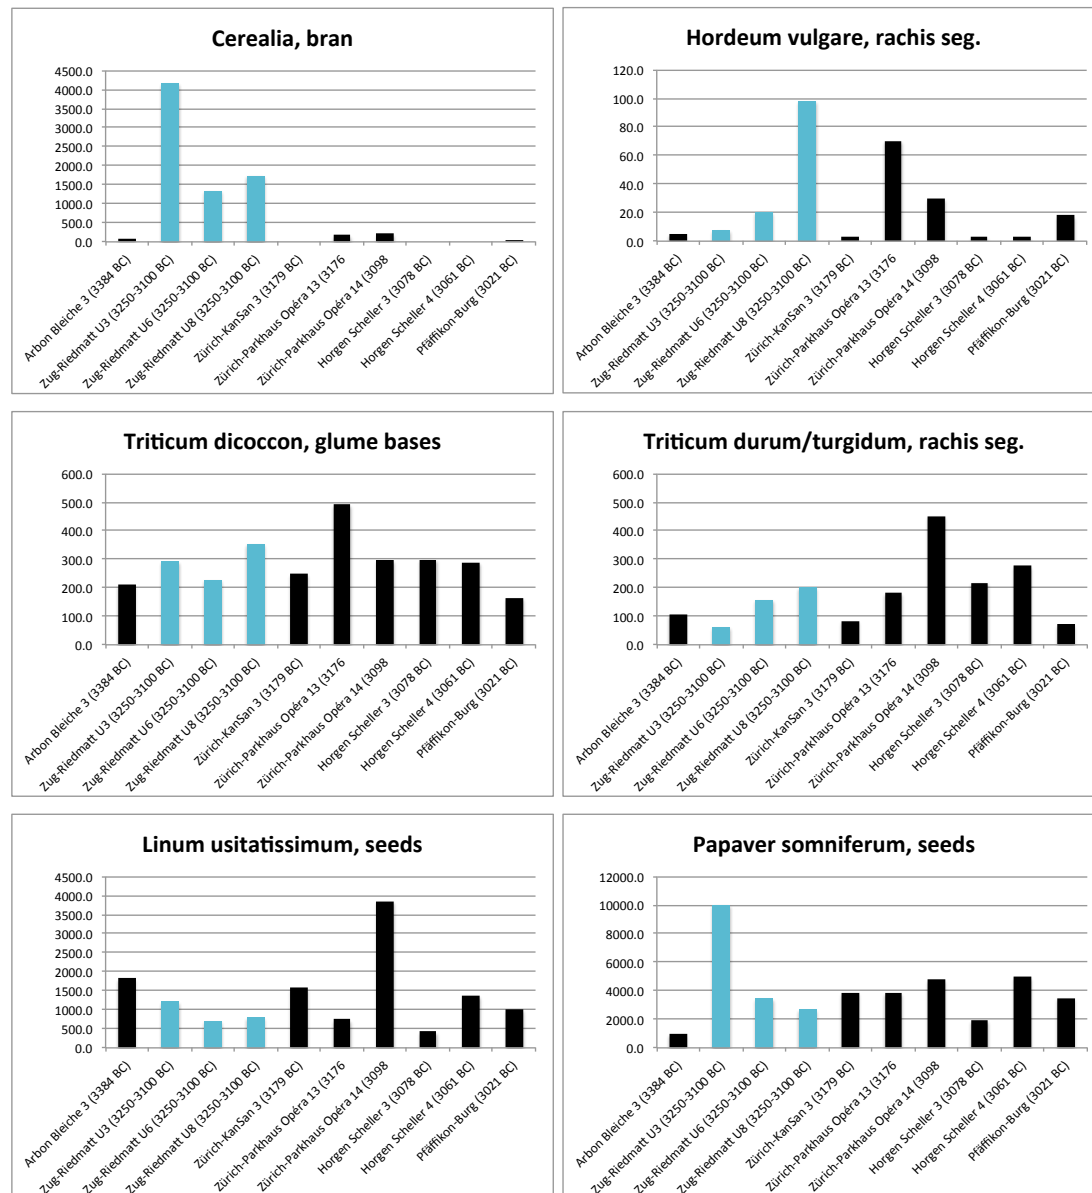 Cerealia, bran
4500.0
4000.0
3500.0
3000.0
2500.0
2000.0
1500.0
1000.0
500.0
0.0
Arbon Bleiche 3 (3384 BC)
Zug-Riedmatt U3 (3250-3100 BC)
Zug-Riedmatt U6 (3250-3100 BC)
Zug-Riedmatt U8 (3250-3100 BC)
Zürich-KanSan 3 (3179 BC)
Zürich-Parkhaus Opéra 13 (3176
Zürich-Parkhaus Opéra 14 (3098
Horgen Scheller 3 (3078 BC)
Horgen Scheller 4 (3061 BC)
Pfäffikon-Burg (3021 BC)
Hordeum vulgare, rachis seg.
120.0
100.0
80.0
60.0
40.0
20.0
0.0
Arbon Bleiche 3 (3384 BC)
Zug-Riedmatt U3 (3250-3100 BC)
Zug-Riedmatt U6 (3250-3100 BC)
Zug-Riedmatt U8 (3250-3100 BC)
Zürich-KanSan 3 (3179 BC)
Zürich-Parkhaus Opéra 13 (3176
Zürich-Parkhaus Opéra 14 (3098
Horgen Scheller 3 (3078 BC)
Horgen Scheller 4 (3061 BC)
Pfäffikon-Burg (3021 BC)
Triticum dicoccon, glume bases
600.0
500.0
400.0
300.0
200.0
100.0
0.0
Arbon Bleiche 3 (3384 BC)
Zug-Riedmatt U3 (3250-3100 BC)
Zug-Riedmatt U6 (3250-3100 BC)
Zug-Riedmatt U8 (3250-3100 BC)
Zürich-KanSan 3 (3179 BC)
Zürich-Parkhaus Opéra 13 (3176
Zürich-Parkhaus Opéra 14 (3098
Horgen Scheller 3 (3078 BC)
Horgen Scheller 4 (3061 BC)
Pfäffikon-Burg (3021 BC)
Triticum durum/turgidum, rachis seg.
600.0
500.0
400.0
300.0
200.0
100.0
0.0
Arbon Bleiche 3 (3384 BC)
Zug-Riedmatt U3 (3250-3100 BC)
Zug-Riedmatt U6 (3250-3100 BC)
Zug-Riedmatt U8 (3250-3100 BC)
Zürich-KanSan 3 (3179 BC)
Zürich-Parkhaus Opéra 13 (3176
Zürich-Parkhaus Opéra 14 (3098
Horgen Scheller 3 (3078 BC)
Horgen Scheller 4 (3061 BC)
Pfäffikon-Burg (3021 BC)
Linum usitatissimum, seeds
4500.0
4000.0
3500.0
3000.0
2500.0
2000.0
1500.0
1000.0
500.0
0.0
Arbon Bleiche 3 (3384 BC)
Zug-Riedmatt U3 (3250-3100 BC)
Zug-Riedmatt U6 (3250-3100 BC)
Zug-Riedmatt U8 (3250-3100 BC)
Zürich-KanSan 3 (3179 BC)
Zürich-Parkhaus Opéra 13 (3176
Zürich-Parkhaus Opéra 14 (3098
Horgen Scheller 3 (3078 BC)
Horgen Scheller 4 (3061 BC)
Pfäffikon-Burg (3021 BC)
Papaver somniferum, seeds
12000.0
10000.0
8000.0
6000.0
4000.0
2000.0
0.0
Arbon Bleiche 3 (3384 BC)
Zug-Riedmatt U3 (3250-3100 BC)
Zug-Riedmatt U6 (3250-3100 BC)
Zug-Riedmatt U8 (3250-3100 BC)
Zürich-KanSan 3 (3179 BC)
Zürich-Parkhaus Opéra 13 (3176
Zürich-Parkhaus Opéra 14 (3098
Horgen Scheller 3 (3078 BC)
Horgen Scheller 4 (3061 BC)
Pfäffikon-Burg (3021 BC)